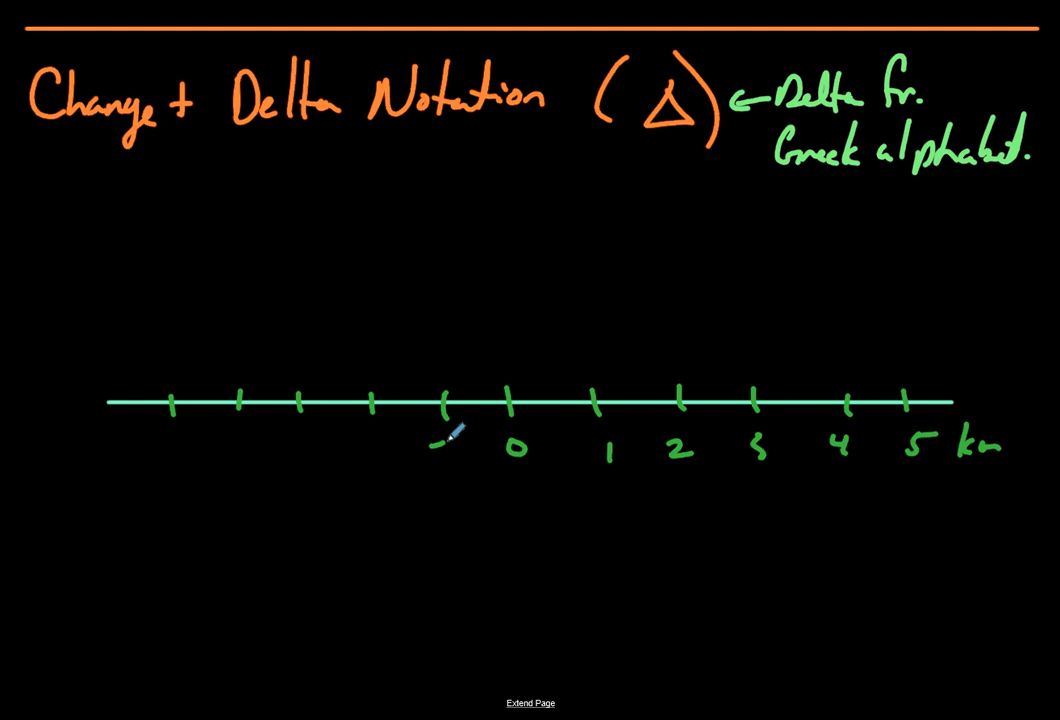 Change + Delta Notation (Δ) ← Delta fr.
Greek alphabet.
- 0 1 2 3 4 5 km
Extend Page